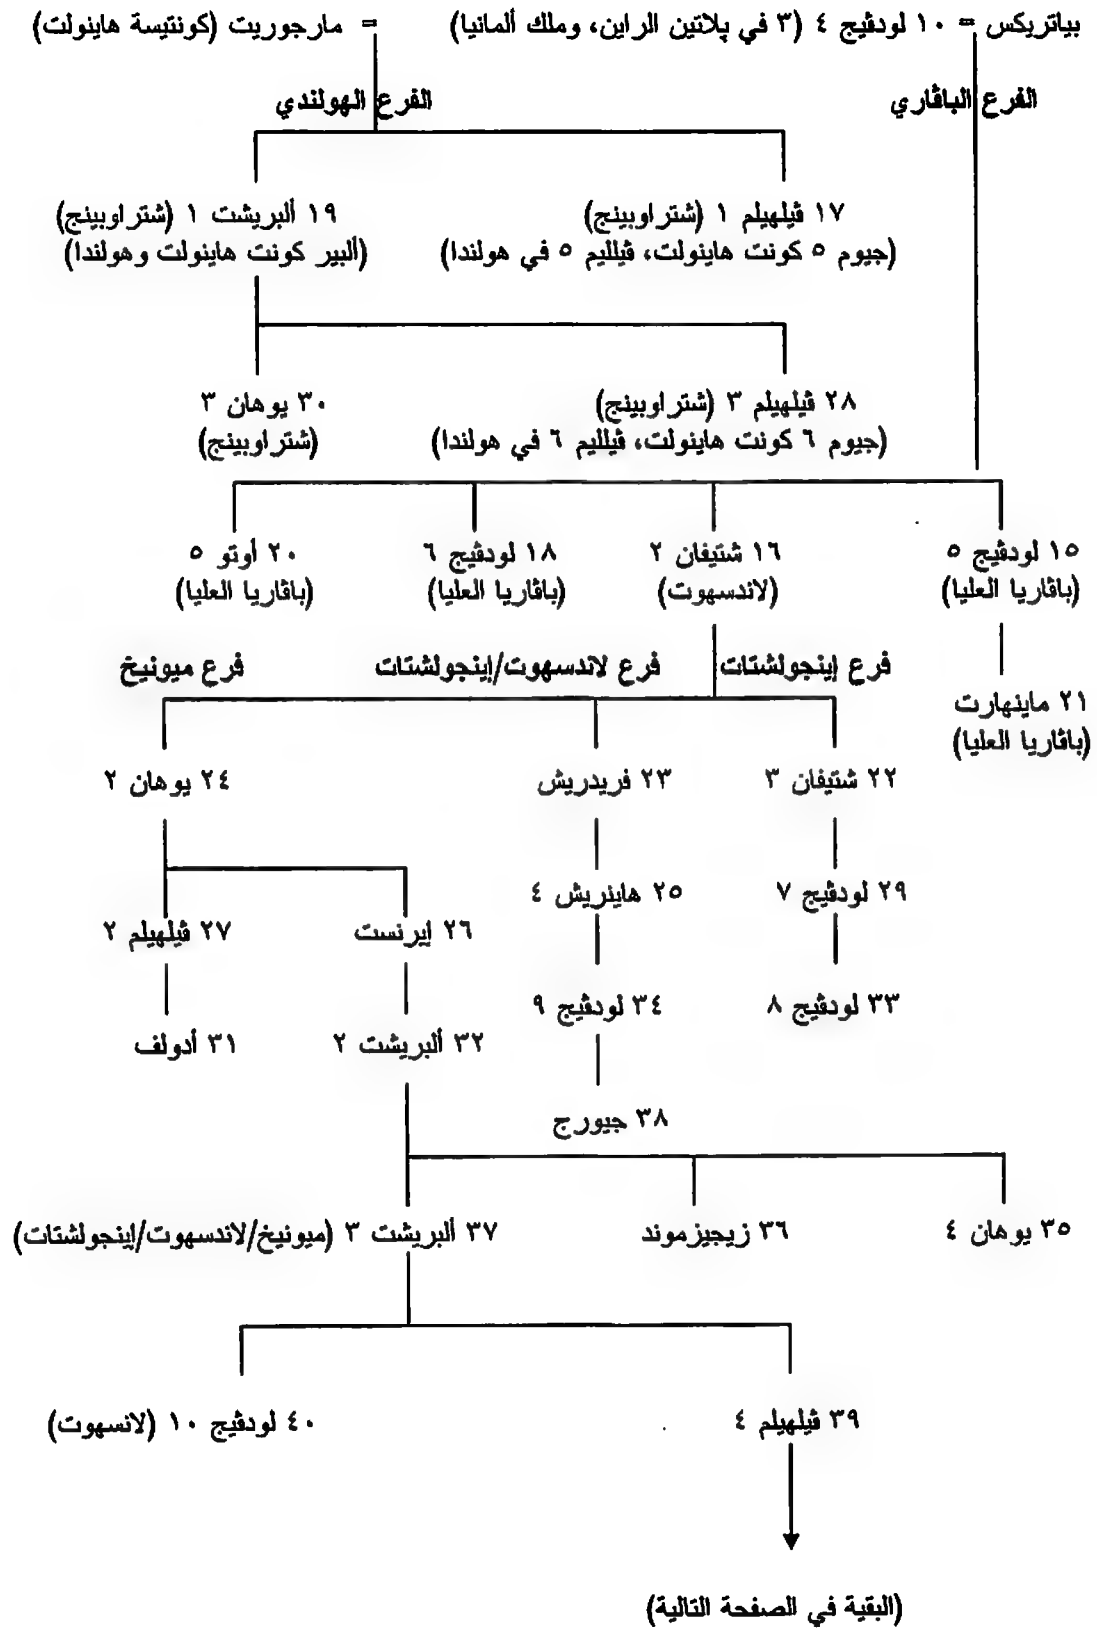 بياتريكس = ١٠ لودڤيج ٤ (٣ في پلاتين الراين، وملك ألمانيا) = مارجوريت (كونتيسة هاينولت)
الفرع الباڤاري
الفرع الهولندي
١٧ ڤيلهيلم ١ (شتراوبينج)
(جيوم ٥ كونت هاينولت، ڤيلليم ٥ في هولندا)
١٩ ألبريشت ١ (شتراوبينج)
(ألبير كونت هاينولت وهولندا)
٢٨ ڤيلهيلم ٣ (شتراوبينج)
(جيوم ٦ كونت هاينولت، ڤيلليم ٦ في هولندا)
٣٠ يوهان ٣
(شتراوبينج)
١٥ لودڤيج ٥
(باڤاريا العليا)
١٦ شتيفان ٢
(لاندسهوت)
١٨ لودڤيج ٦
(باڤاريا العليا)
٢٠ أوتو ٥
(باڤاريا العليا)
٢١ ماينهارت
(باڤاريا العليا)
فرع إينجولشتات
فرع لاندسهوت/إينجولشتات
فرع ميونيخ
٢٢ شتيفان ٣
٢٣ فريدريش
٢٤ يوهان ٢
٢٩ لودڤيج ٧
٢٥ هاينريش ٤
٢٦ إيرنست
٢٧ ڤيلهيلم ٢
٣٣ لودڤيج ٨
٣٤ لودڤيج ٩
٣٢ ألبريشت ٢
٣١ أدولف
٣٨ جيورج
٣٥ يوهان ٤
٣٦ زيجيزموند
٣٧ ألبريشت ٣ (ميونيخ/لاندسهوت/إينجولشتات)
٣٩ ڤيلهيلم ٤
٤٠ لودڤيج ١٠ (لانسهوت)
(البقية في الصفحة التالية)